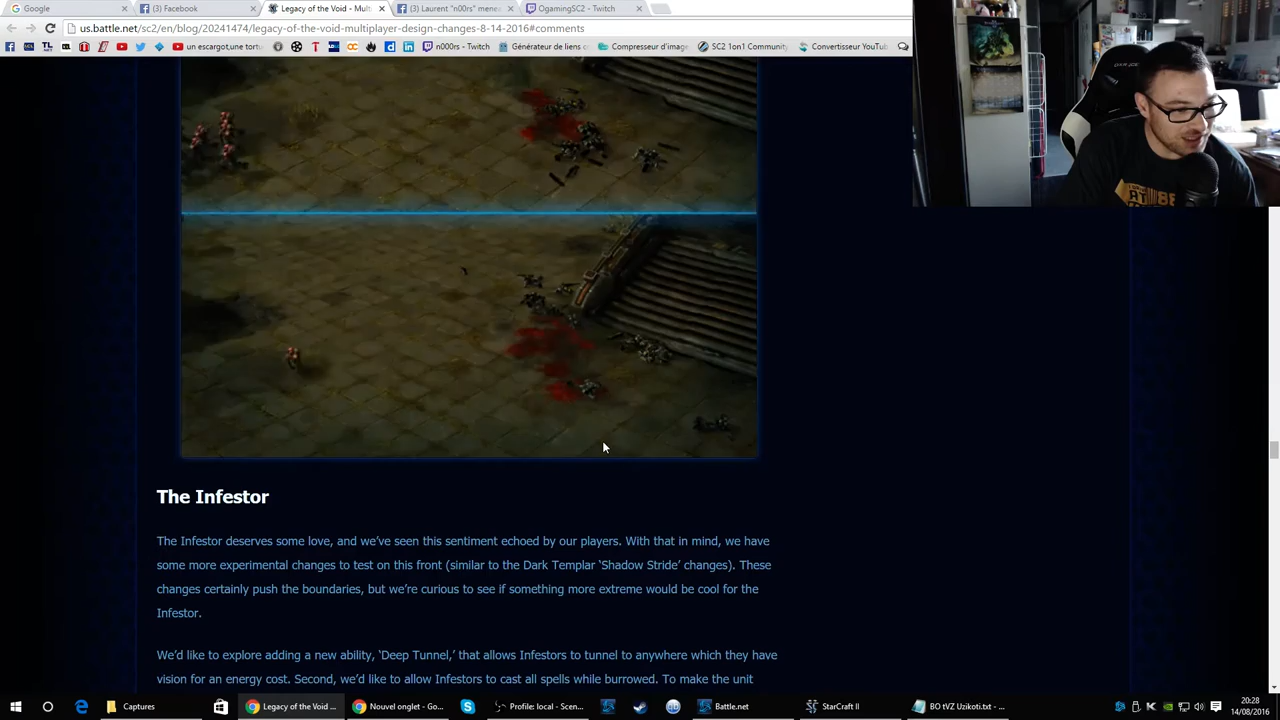 Google
(3) Facebook
Legacy of the Void - Mult
(3) Laurent "n00rs" mene
OgamingSC2 - Twitch
us.battle.net/sc2/en/blog/20241474/legacy-of-the-void-multiplayer-design-changes-8-14-2016#comments
un escargot,une tortu
n000rs - Twitch
Générateur de liens o
Compresseur d'imag
SC2 1on1 Community
Convertisseur YouTub
The Infestor
The Infestor deserves some love, and we've seen this sentiment echoed by our players. With that in mind, we have
some more experimental changes to test on this front (similar to the Dark Templar 'Shadow Stride' changes). These
changes certainly push the boundaries, but we're curious to see if something more extreme would be cool for the
Infestor.
We'd like to explore adding a new ability, 'Deep Tunnel,' that allows Infestors to tunnel to anywhere which they have
vision for an energy cost. Second, we'd like to allow Infestors to cast all spells while burrowed. To make the unit
Captures
Legacy of the Void ...
Nouvel onglet - Go...
Profile: local - Scen...
Battle.net
StarCraft II
BO tVZ Uzikoti.txt - ...
20:28
14/08/2016